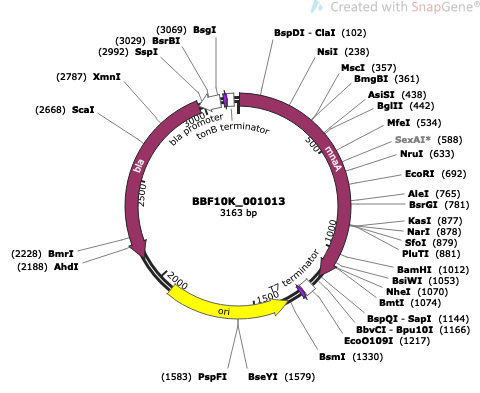 Created with SnapGene®
(3069) BsgI
(3029) BsrBI
(2992) SspI
(2787) XmnI
(2668) ScaI
(2228) BmrI
(2188) AhdI
BspDI - ClaI (102)
NsiI (238)
MscI (357)
BmgBI (361)
AsiSI (438)
BglII (442)
MfeI (534)
SexAI* (588)
NruI (633)
EcoRI (692)
AleI (765)
BsrGI (781)
KasI (877)
NarI (878)
SfoI (879)
PluTI (881)
BamHI (1012)
BsiWI (1053)
NheI (1070)
BmtI (1074)
BspQI - SapI (1144)
BbvCI - Bpu10I (1166)
EcoO109I (1217)
BsmI (1330)
(1583) PspFI
BseYI (1579)
bla promoter
tonB terminator
mnaA
T7 terminator
ori
bla
500
1000
1500
2000
2500
3000
BBF10K_001013
3163 bp